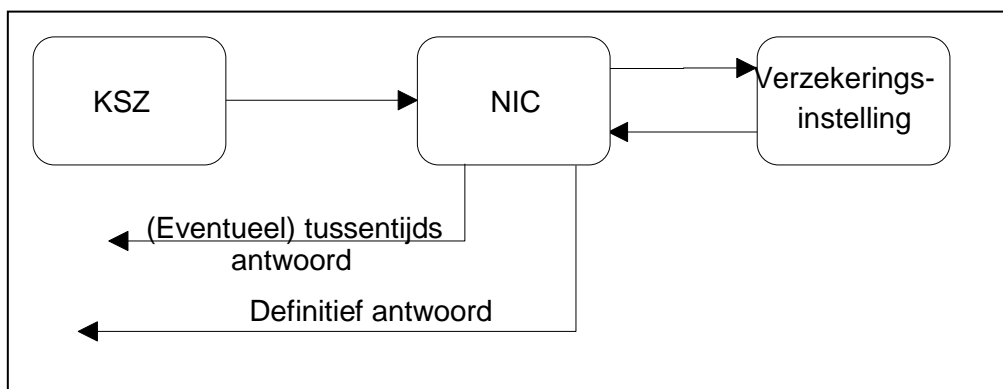 KSZ
NIC
Verzekerings-
instelling
(Eventueel) tussentijds
antwoord
Definitief antwoord